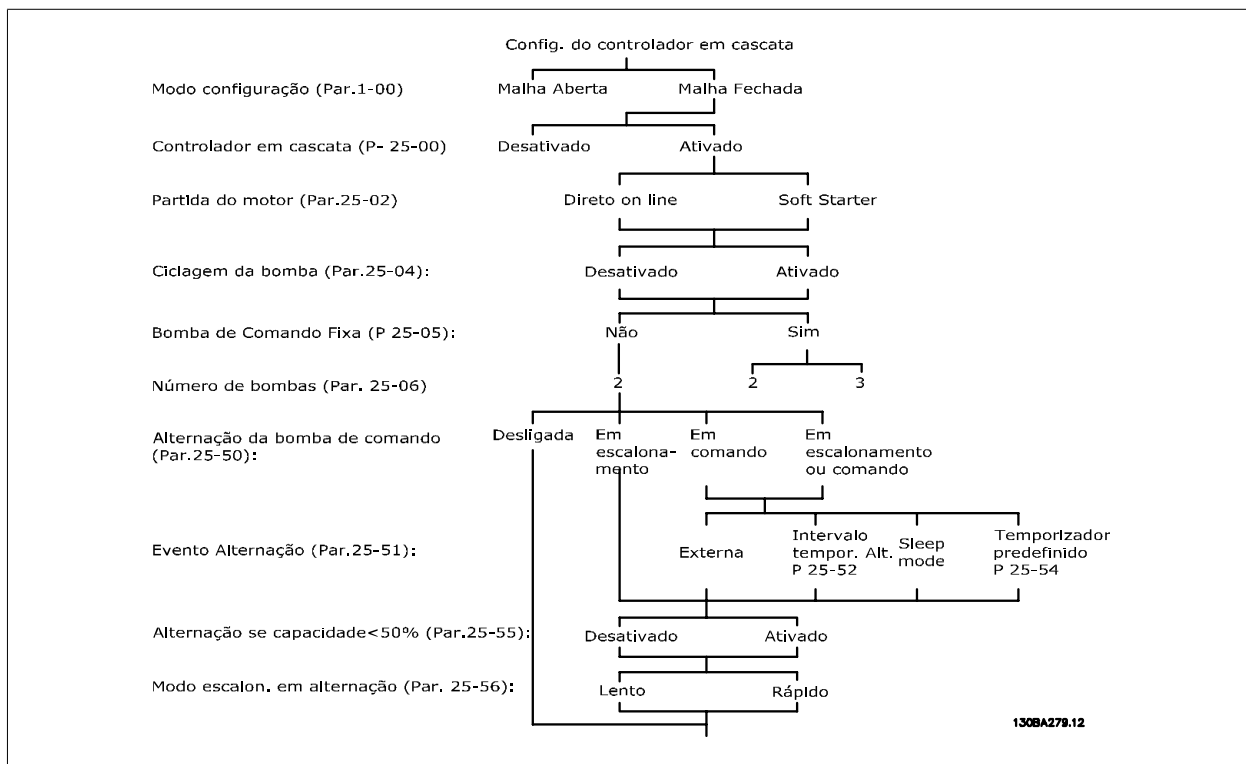 Config. do controlador em cascata
Modo configuração (Par.1-00)
Malha Aberta
Malha Fechada
Controlador em cascata (P- 25-00)
Desativado
Ativado
Partida do motor (Par.25-02)
Direto on line
Soft Starter
Ciclagem da bomba (Par.25-04):
Desativado
Ativado
Bomba de Comando Fixa (P 25-05):
Não
Sim
Número de bombas (Par. 25-06)
2
2
3
Alternação da bomba de comando
(Par.25-50):
Desligada
Em
escalona-
mento
Em
comando
Em
escalonamento
ou comando
Evento Alternação (Par.25-51):
Externa
Intervalo
tempor. Alt.
P 25-52
Sleep
mode
Temporizador
predefinido
P 25-54
Alternação se capacidade<50% (Par.25-55):
Desativado
Ativado
Modo escalon. em alternação (Par. 25-56):
Lento
Rápido
130BA279.12